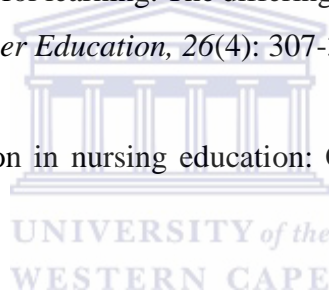 for learning: The differing
er Education, 26(4): 307-
on in nursing education:
UNIVERSITY of the
WESTERN CAPE